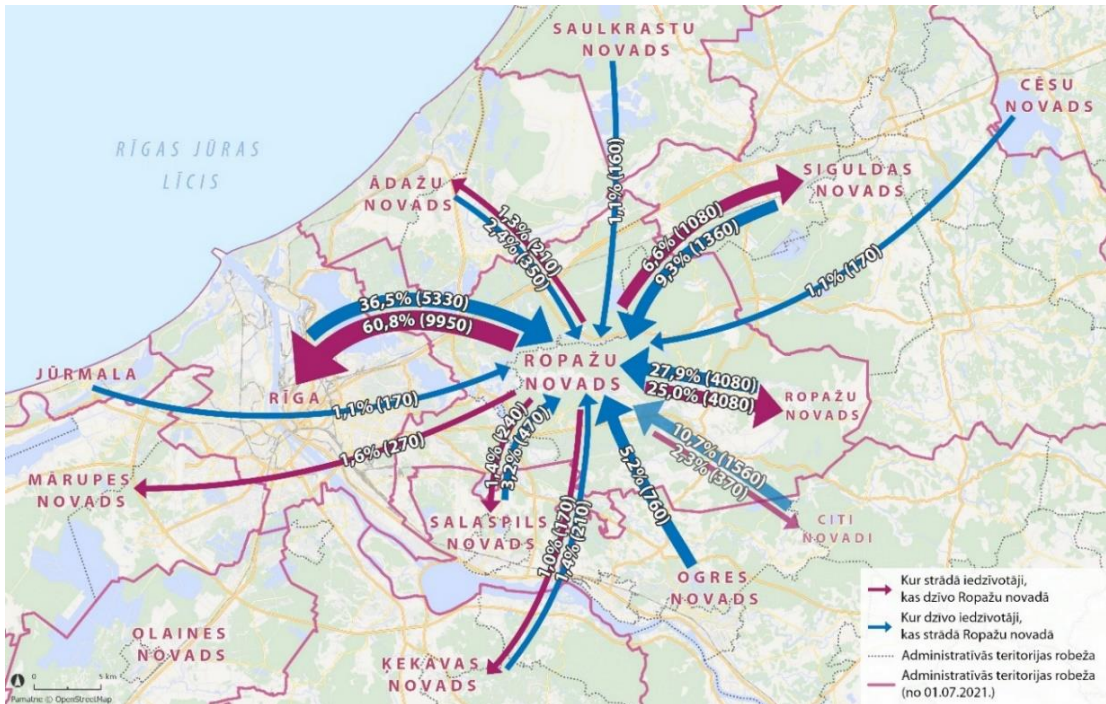 SAULKRASTU
NOVADS
CĒSU
NOVADS
RĪGAS JŪRAS
LĪCIS
ĀDAŽU
NOVADS
SIGULDAS
NOVADS
1,1% (160)
1,3% (210)
2,4% (350)
6,6% (1080)
9,3% (1360)
1,1% (170)
36,5% (5330)
60,8% (9950)
JŪRMALA
RĪGA
ROPAŽU
NOVADS
27,9% (4080)
25,0% (4080)
ROPAŽU
NOVADS
1,1% (170)
1,6% (270)
1,4% (240)
3,2% (470)
10,7% (1560)
2,3% (370)
5,2% (760)
MĀRUPES
NOVADS
SALASPILS
NOVADS
CITI
NOVADI
1,0% (170)
1,4% (210)
OGRES
NOVADS
OLAINES
NOVADS
ĶEKAVAS
NOVADS
Kur strādā iedzīvotāji,
kas dzīvo Ropažu novadā
Kur dzīvo iedzīvotāji,
kas strādā Ropažu novadā
Administratīvās teritorijas robeža
Administratīvās teritorijas robeža
(no 01.07.2021.)
0 5 km
Pamatne © OpenStreetMap